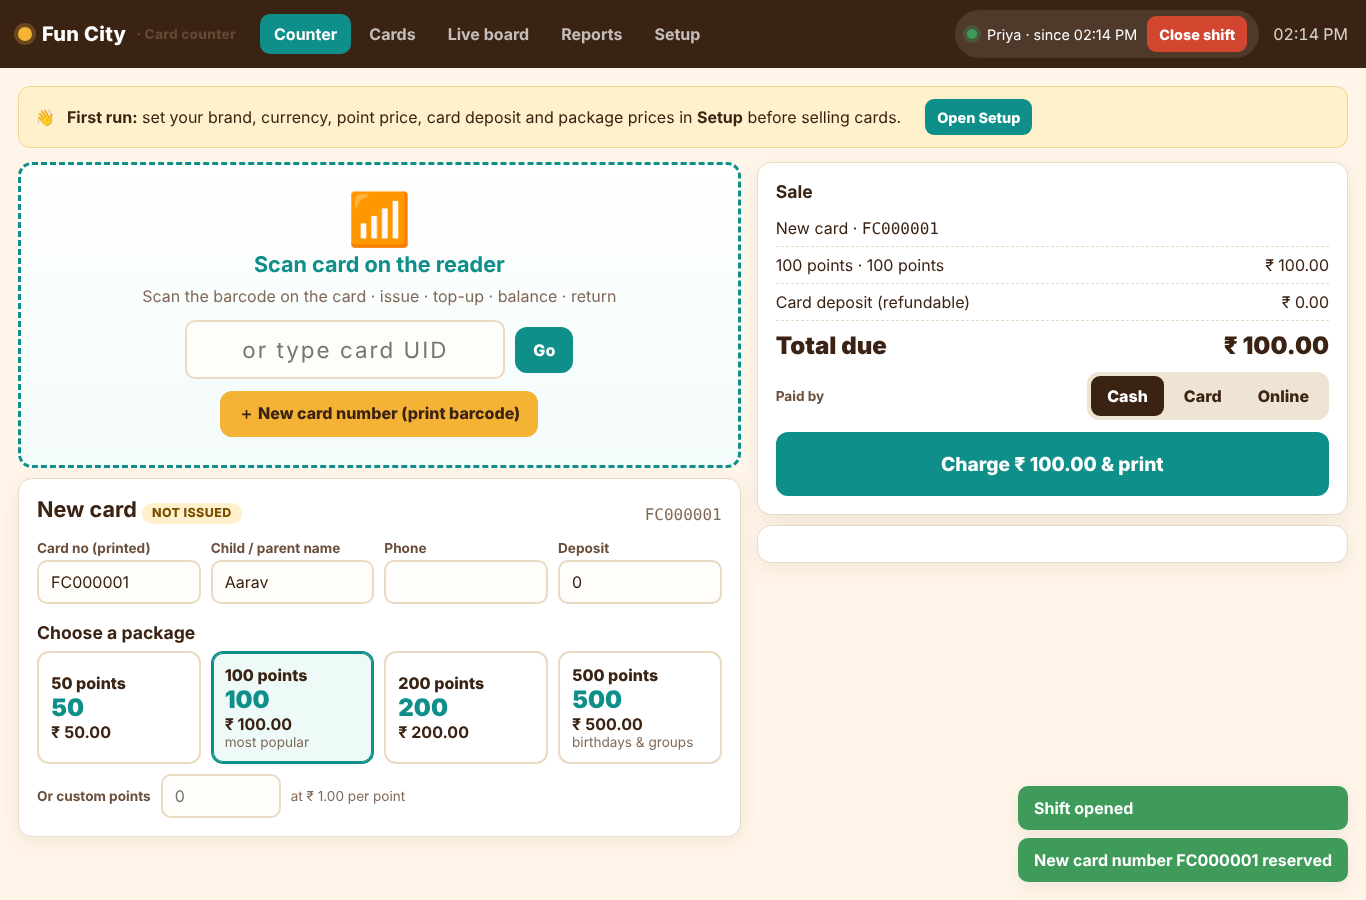 Fun City · Card counter Counter Cards Live board Reports Setup Priya · since 02:14 PM Close shift 02:14 PM
👋 First run: set your brand, currency, point price, card deposit and package prices in Setup before selling cards. Open Setup
Scan card on the reader
Scan the barcode on the card · issue · top-up · balance · return
or type card UID Go
+ New card number (print barcode)
New card NOT ISSUED FC000001
Card no (printed) Child / parent name Phone Deposit
FC000001 Aarav 0
Choose a package
50 points
50
₹ 50.00
100 points
100
₹ 100.00
most popular
200 points
200
₹ 200.00
500 points
500
₹ 500.00
birthdays & groups
Or custom points 0 at ₹ 1.00 per point
Sale
New card · FC000001
100 points · 100 points ₹ 100.00
Card deposit (refundable) ₹ 0.00
Total due ₹ 100.00
Paid by Cash Card Online
Charge ₹ 100.00 & print
Shift opened
New card number FC000001 reserved